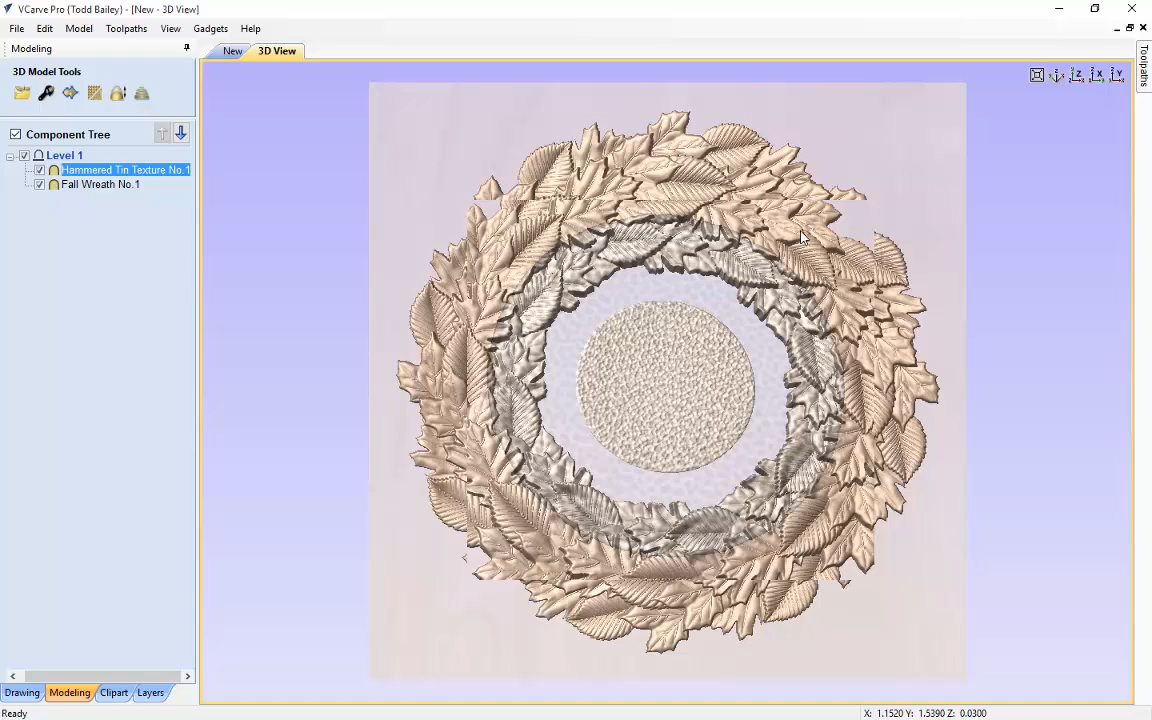 VCarve Pro {Todd Bailey} - [New - 3D View]
File Edit Model Toolpaths View Gadgets Help
Modeling
New 3D View
3D Model Tools
Component Tree
Level 1
Hammered Tin Texture No.1
Fall Wreath No.1
Z X Y
Toolpaths
Drawing Modeling Clipart Layers
Ready
X: 1.1520 Y: 1.5390 Z: 0.0300